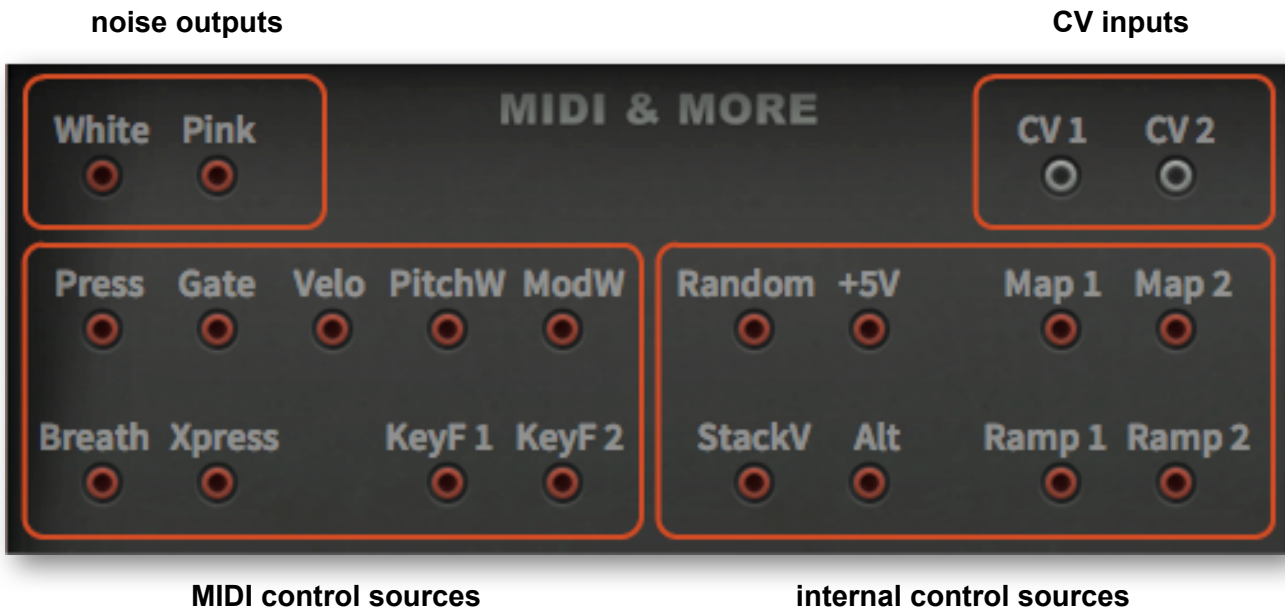 noise outputs
CV inputs
MIDI & MORE
White Pink
CV 1 CV 2
Press Gate Velo PitchW ModW
Random +5V Map 1 Map 2
Breath Xpress KeyF 1 KeyF 2
StackV Alt Ramp 1 Ramp 2
MIDI control sources
internal control sources